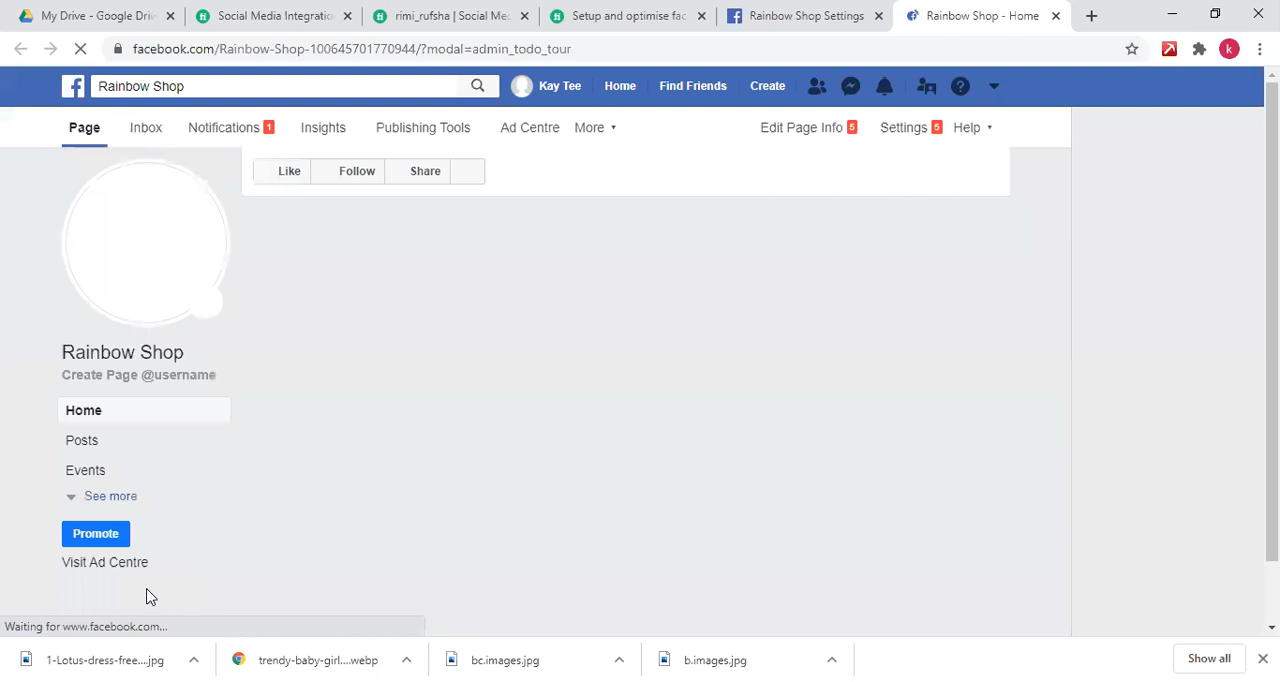 My Drive - Google Dri
Social Media Integratio
rimi_rufsha | Social Me
Setup and optimise fac
Rainbow Shop Settings
Rainbow Shop - Home
facebook.com/Rainbow-Shop-100645701770944/?modal=admin_todo_tour
k
Rainbow Shop
Kay Tee
Home
Find Friends
Create
Page
Inbox
Notifications 1
Insights
Publishing Tools
Ad Centre
More
Edit Page Info 5
Settings 5
Help
Like
Follow
Share
Rainbow Shop
Create Page @username
Home
Posts
Events
See more
Promote
Visit Ad Centre
Waiting for www.facebook.com...
1-Lotus-dress-free....jpg
trendy-baby-girl....webp
bc.images.jpg
b.images.jpg
Show all